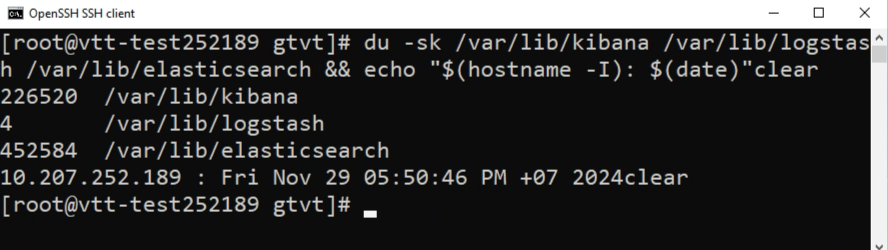 OpenSSH SSH client
[root@vtt-test252189 gtvt]# du -sk /var/lib/kibana /var/lib/logstas
h /var/lib/elasticsearch && echo "$(hostname -I): $(date)"clear
226520  /var/lib/kibana
4       /var/lib/logstash
452584  /var/lib/elasticsearch
10.207.252.189 : Fri Nov 29 05:50:46 PM +07 2024clear
[root@vtt-test252189 gtvt]#